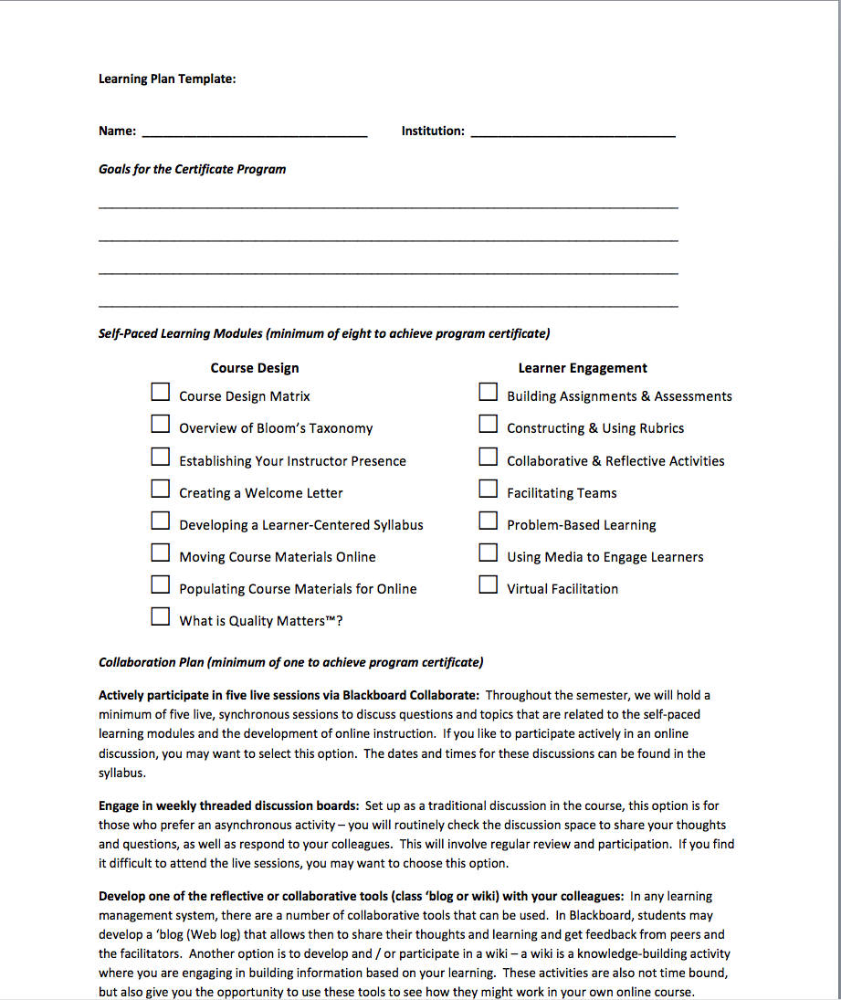 Learning Plan Template:
Name: ________________________________ Institution: _____________________________
Goals for the Certificate Program
Self-Paced Learning Modules (minimum of eight to achieve program certificate)
Course Design Learner Engagement
Course Design Matrix Building Assignments & Assessments
Overview of Bloom’s Taxonomy Constructing & Using Rubrics
Establishing Your Instructor Presence Collaborative & Reflective Activities
Creating a Welcome Letter Facilitating Teams
Developing a Learner-Centered Syllabus Problem-Based Learning
Moving Course Materials Online Using Media to Engage Learners
Populating Course Materials for Online Virtual Facilitation
What is Quality Matters™?
Collaboration Plan (minimum of one to achieve program certificate)
Actively participate in five live sessions via Blackboard Collaborate: Throughout the semester, we will hold a
minimum of five live, synchronous sessions to discuss questions and topics that are related to the self-paced
learning modules and the development of online instruction. If you like to participate actively in an online
discussion, you may want to select this option. The dates and times for these discussions can be found in the
syllabus.
Engage in weekly threaded discussion boards: Set up as a traditional discussion in the course, this option is for
those who prefer an asynchronous activity – you will routinely check the discussion space to share your thoughts
and questions, as well as respond to your colleagues. This will involve regular review and participation. If you find
it difficult to attend the live sessions, you may want to choose this option.
Develop one of the reflective or collaborative tools (class ‘blog or wiki) with your colleagues: In any learning
management system, there are a number of collaborative tools that can be used. In Blackboard, students may
develop a ‘blog (Web log) that allows then to share their thoughts and learning and get feedback from peers and
the facilitators. Another option is to develop and / or participate in a wiki – a wiki is a knowledge-building activity
where you are engaging in building information based on your learning. These activities are also not time bound,
but also give you the opportunity to use these tools to see how they might work in your own online course.